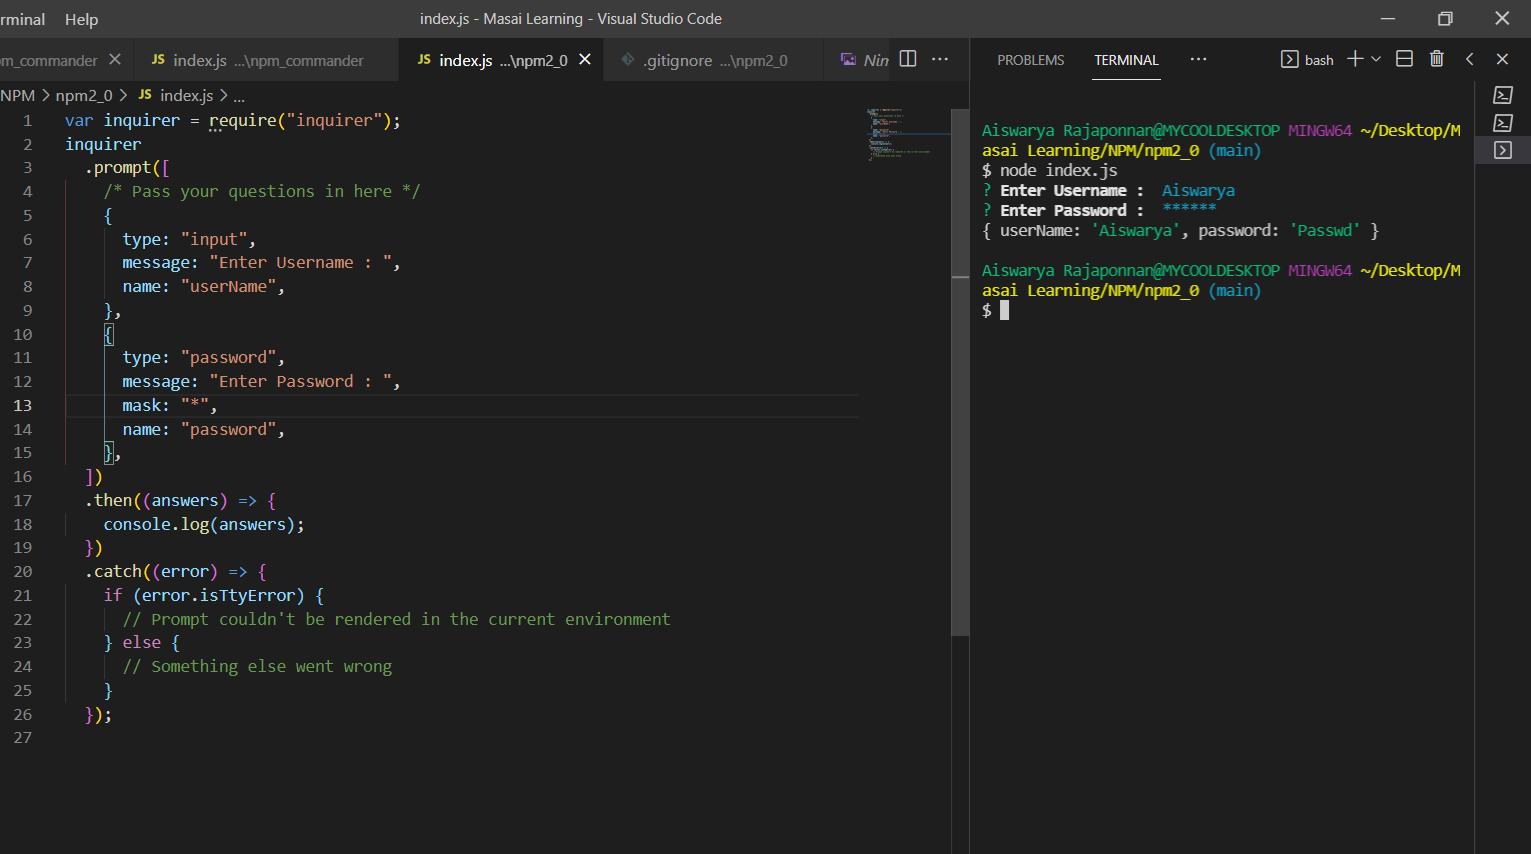 rminal Help index.js - Masai Learning - Visual Studio Code
m_commander JS index.js ...\npm_commander JS index.js ...\npm2_0 .gitignore ...\npm2_0 Nim
NPM > npm2_0 > JS index.js > ...
1 var inquirer = require("inquirer");
2 inquirer
3 .prompt([
4 /* Pass your questions in here */
5 {
6 type: "input",
7 message: "Enter Username : ",
8 name: "userName",
9 },
10 {
11 type: "password",
12 message: "Enter Password : ",
13 mask: "*",
14 name: "password",
15 },
16 ])
17 .then((answers) => {
18 console.log(answers);
19 })
20 .catch((error) => {
21 if (error.isTtyError) {
22 // Prompt couldn't be rendered in the current environment
23 } else {
24 // Something else went wrong
25 }
26 });
27
PROBLEMS TERMINAL ... bash
Aiswarya Rajaponnan@MYCOOLDESKTOP MINGW64 ~/Desktop/M
asai Learning/NPM/npm2_0 (main)
$ node index.js
? Enter Username : Aiswarya
? Enter Password : ******
{ userName: 'Aiswarya', password: 'Passwd' }
Aiswarya Rajaponnan@MYCOOLDESKTOP MINGW64 ~/Desktop/M
asai Learning/NPM/npm2_0 (main)
$